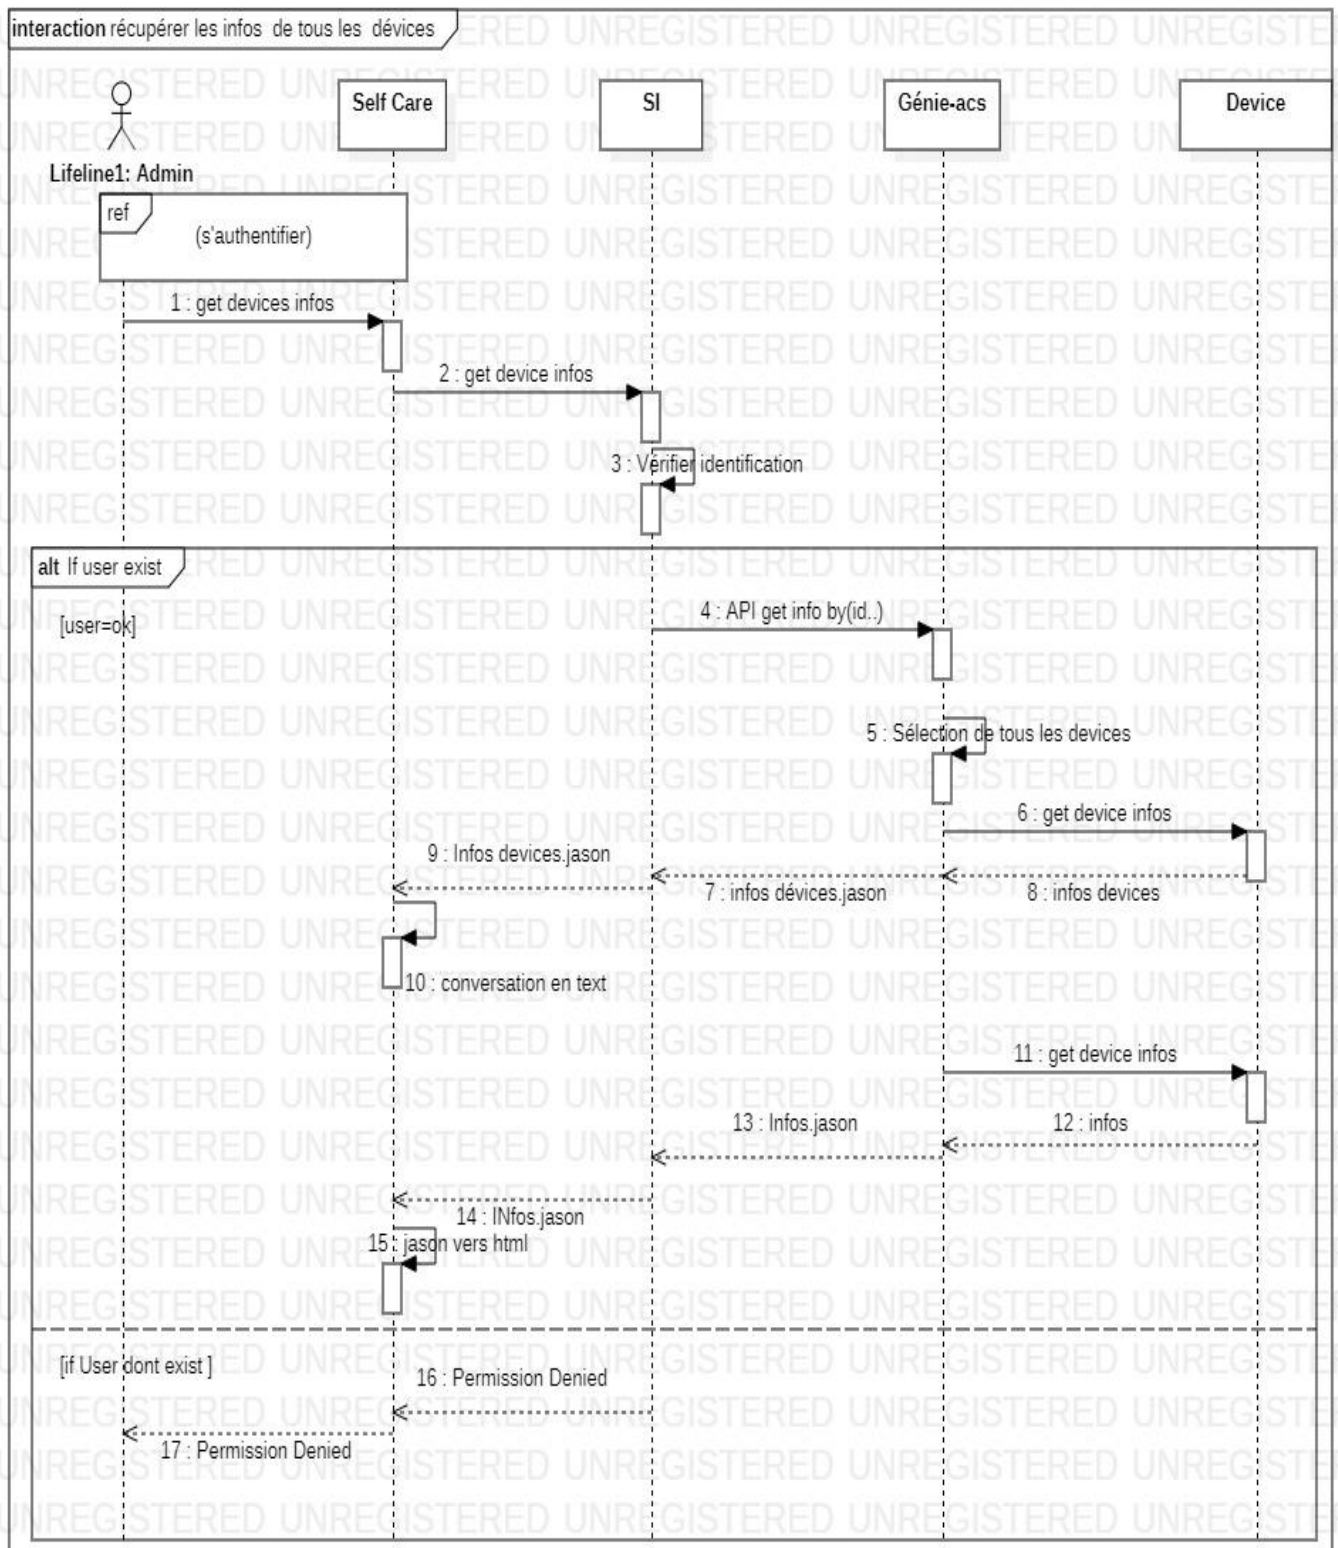 interaction récupérer les infos de tous les dévices
Self Care
SI
Génie-acs
Device
Lifeline1: Admin
ref
(s'authentifier)
1 : get devices infos
2 : get device infos
3 : Vérifier identification
alt If user exist
[user=ok]
4 : API get info by(id..)
5 : Sélection de tous les devices
6 : get device infos
9 : Infos devices.jason
7 : infos dévices.jason
8 : infos devices
10 : conversation en text
11 : get device infos
13 : Infos.jason
12 : infos
14 : INfos.jason
15 : jason vers html
[if User dont exist ]
16 : Permission Denied
17 : Permission Denied
UNREGISTERED